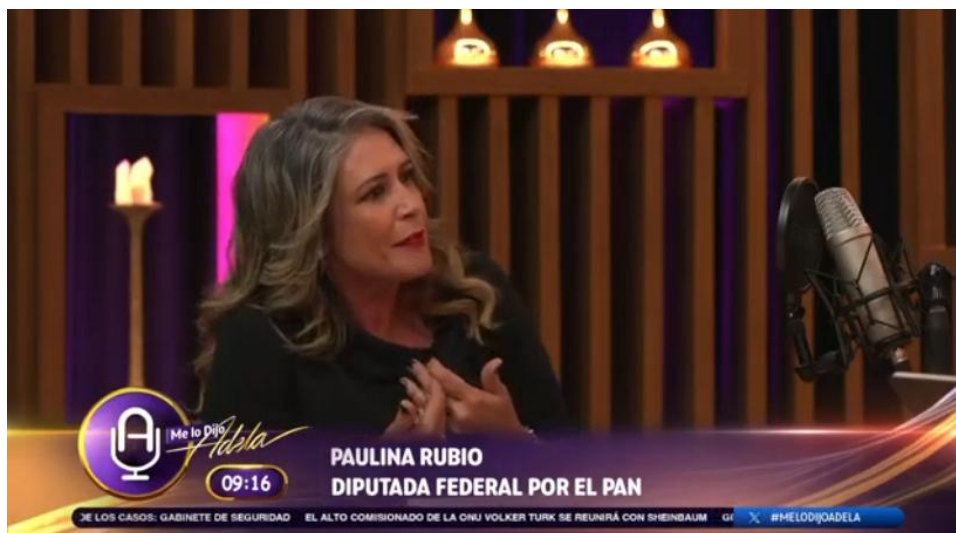 A
Me lo Dijo
Adela
09:16
PAULINA RUBIO
DIPUTADA FEDERAL POR EL PAN
DE LOS CASOS: GABINETE DE SEGURIDAD EL ALTO COMISIONADO DE LA ONU VOLKER TURK SE REUNIRÁ CON SHEINBAUM
X #MELODIJOADELA